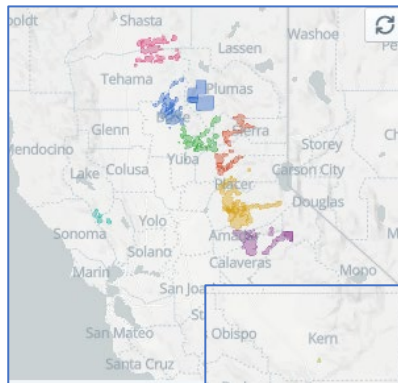 Shasta
Washoe
Lassen
Tehama
Plumas
Glenn
Butte
Sierra
Mendocino
Yuba
Storey
Colusa
Lake
Carson City
Placer
Douglas
Yolo
Sonoma
Amador
Solano
Calaveras
Marin
Mono
San Joa
San Mateo
Obispo
Kern
Santa Cruz